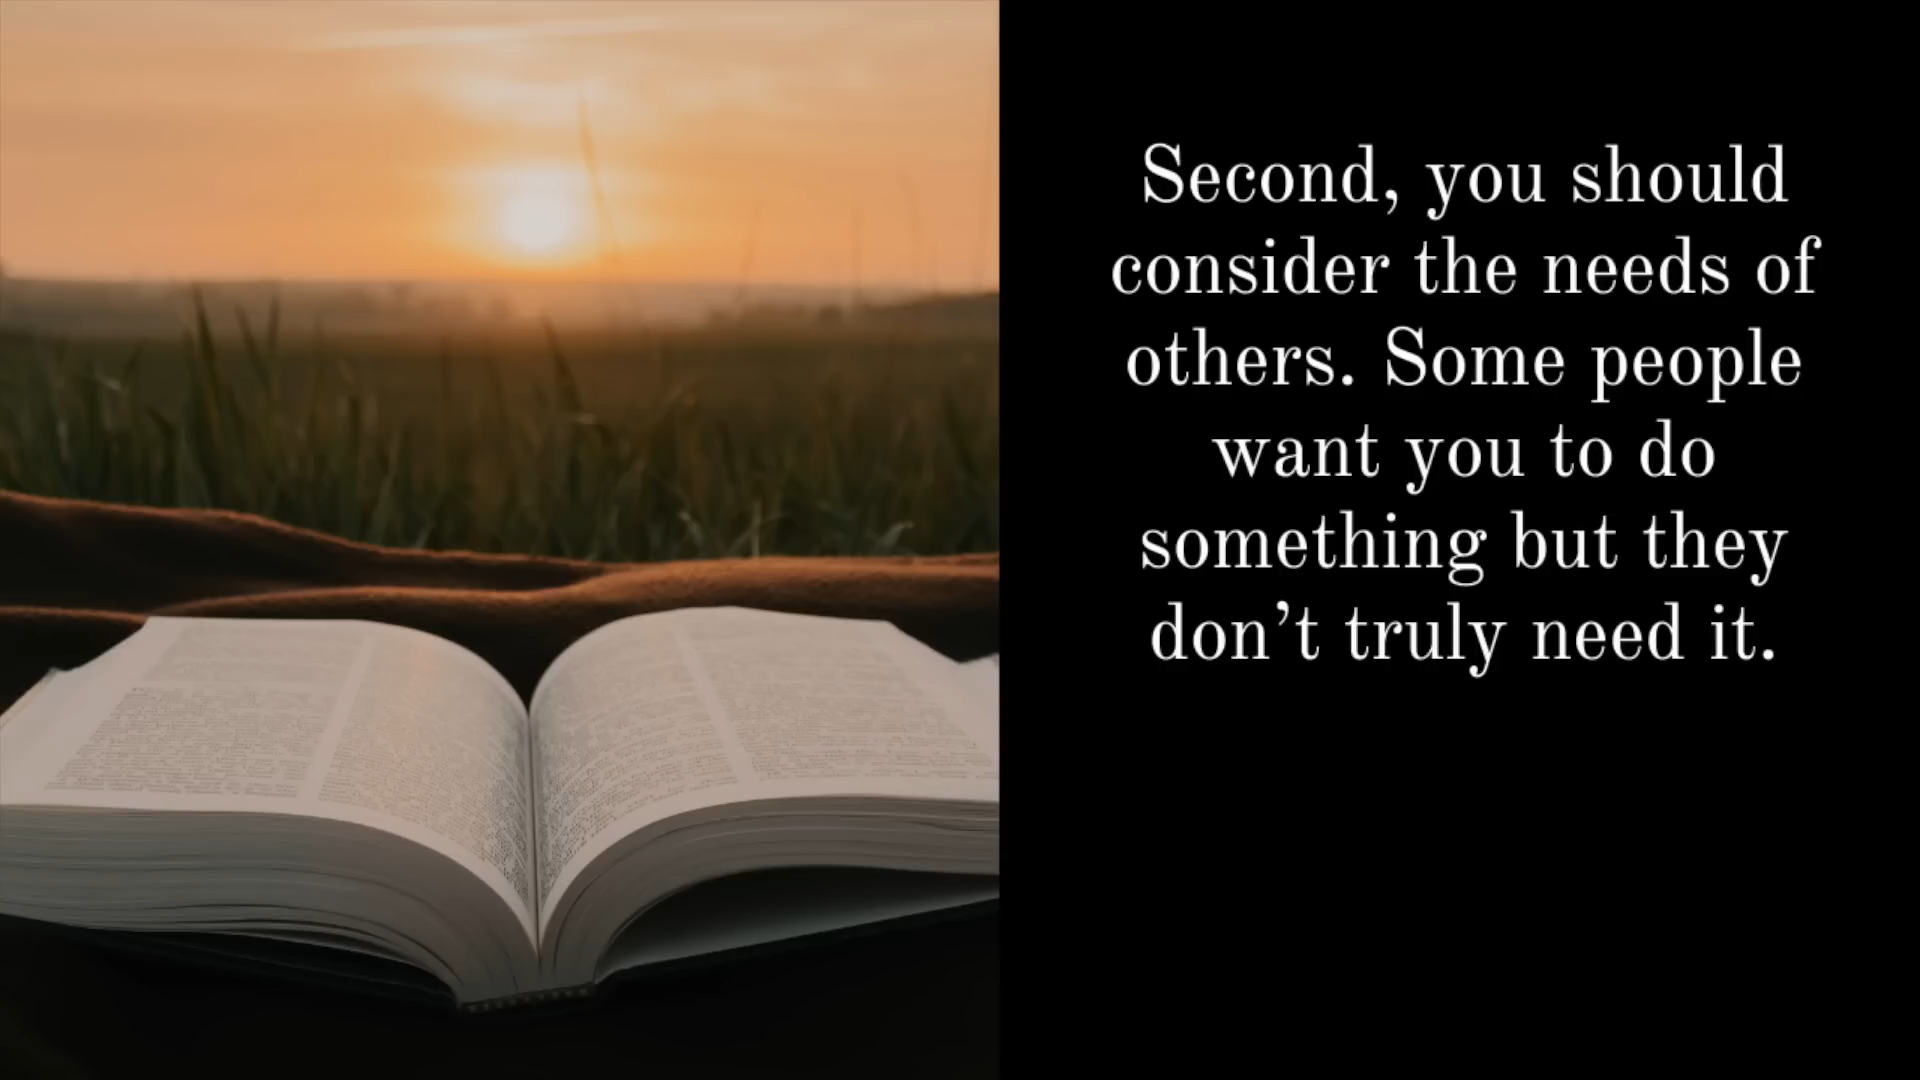 Second, you should
consider the needs of
others. Some people
want you to do
something but they
don’t truly need it.